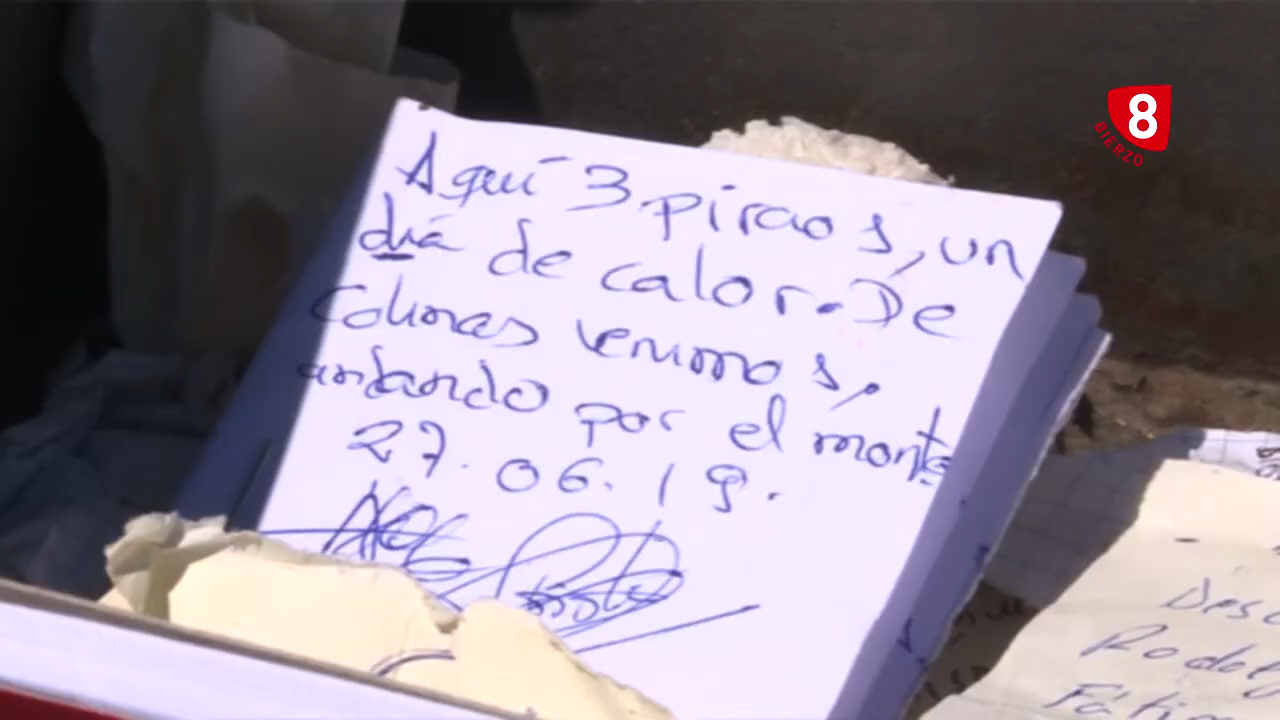 8
BIERZO
Aquí 3 piraos, un
día de calor. De
Colinas venimos,
andando por el monte
27.06.19.
Rodol